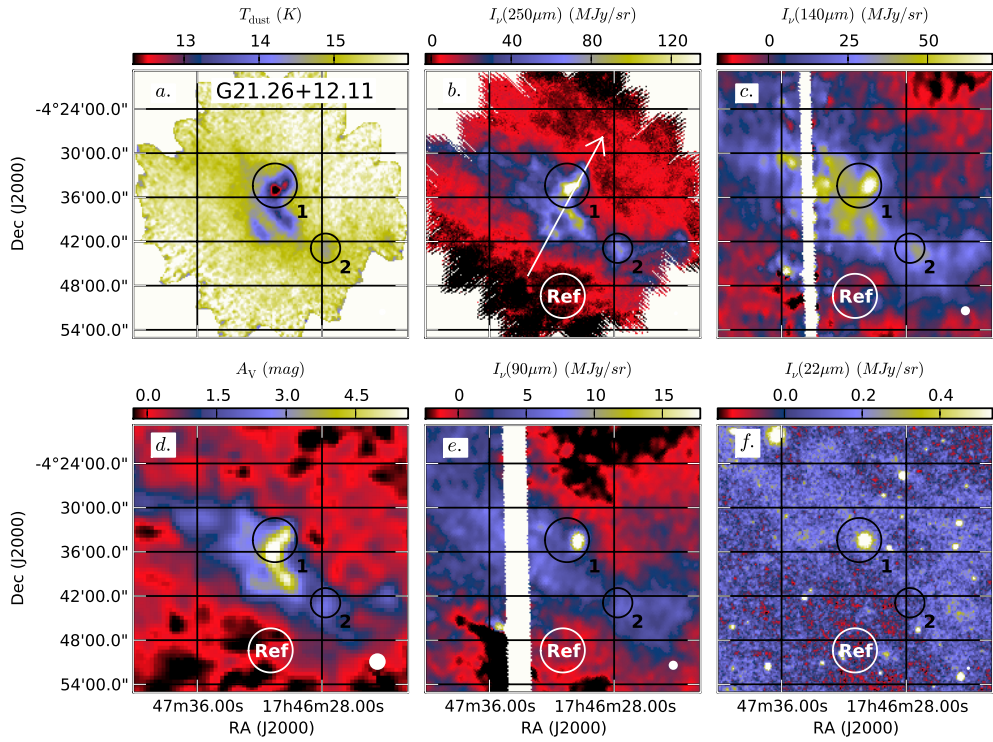 T_dust (K)
I_ν(250μm) (MJy/sr)
I_ν(140μm) (MJy/sr)
13 14 15
0 40 80 120
0 25 50
a. G21.26+12.11
b.
c.
-4°24'00.0"
30'00.0"
36'00.0"
42'00.0"
48'00.0"
54'00.0"
Dec (J2000)
1
2
1
2
Ref
1
2
Ref
A_V (mag)
I_ν(90μm) (MJy/sr)
I_ν(22μm) (MJy/sr)
0.0 1.5 3.0 4.5
0 5 10 15
0.0 0.2 0.4
d.
e.
f.
-4°24'00.0"
30'00.0"
36'00.0"
42'00.0"
48'00.0"
54'00.0"
Dec (J2000)
1
2
Ref
1
2
Ref
1
2
Ref
47m36.00s 17h46m28.00s
47m36.00s 17h46m28.00s
47m36.00s 17h46m28.00s
RA (J2000)
RA (J2000)
RA (J2000)